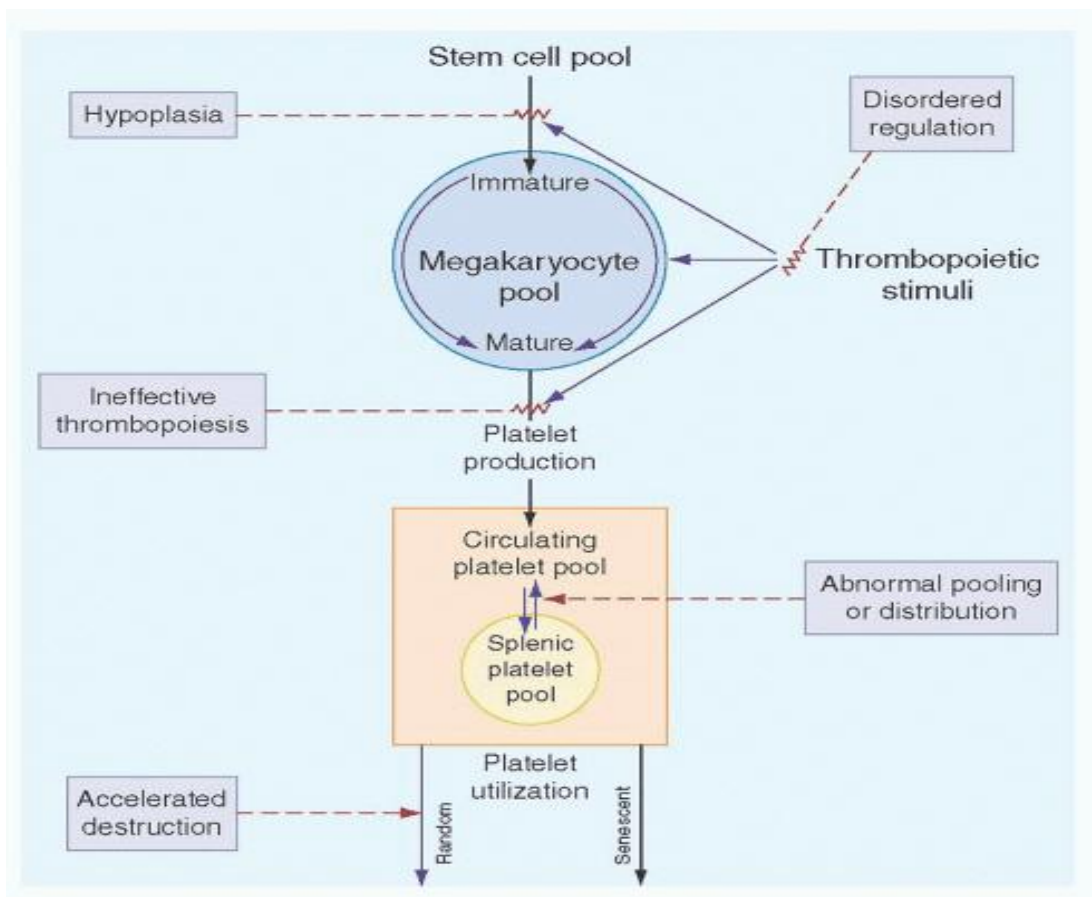 Stem cell pool
Hypoplasia
Disordered
regulation
Immature
Megakaryocyte
pool
Thrombopoietic
stimuli
Mature
Ineffective
thrombopoiesis
Platelet
production
Circulating
platelet pool
Abnormal pooling
or distribution
Splenic
platelet
pool
Platelet
utilization
Accelerated
destruction
Random
Senescent